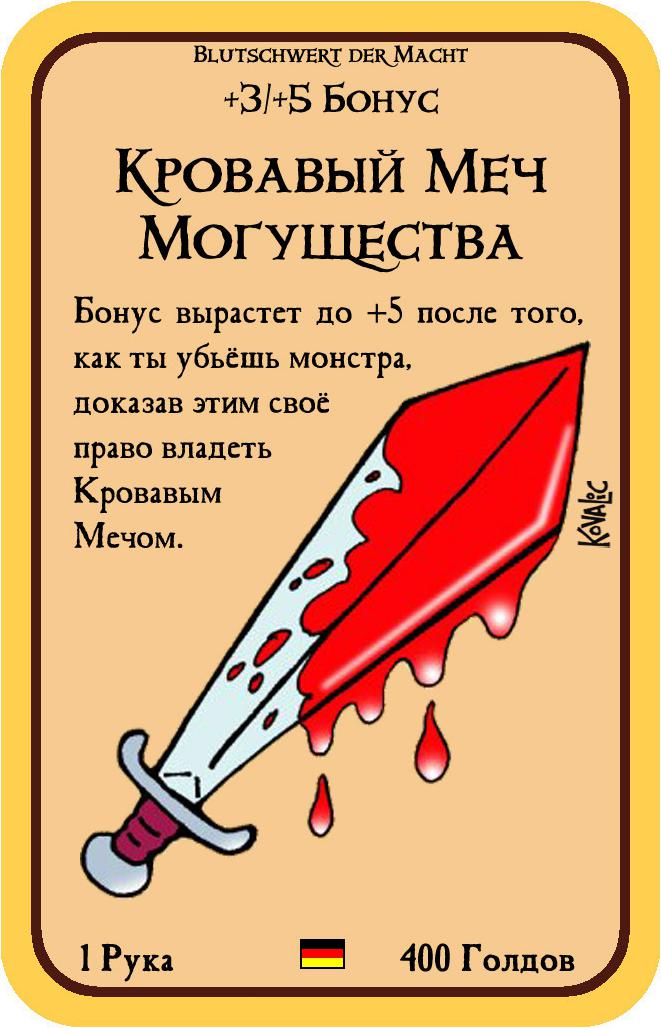 Blutschwert der Macht
+3/+5 Бонус
Кровавый Меч
Могущества
Бонус вырастет до +5 после того,
как ты убьёшь монстра,
доказав этим своё
право владеть
Кровавым
Мечом.
Kovalic
1 Рука
400 Голдов